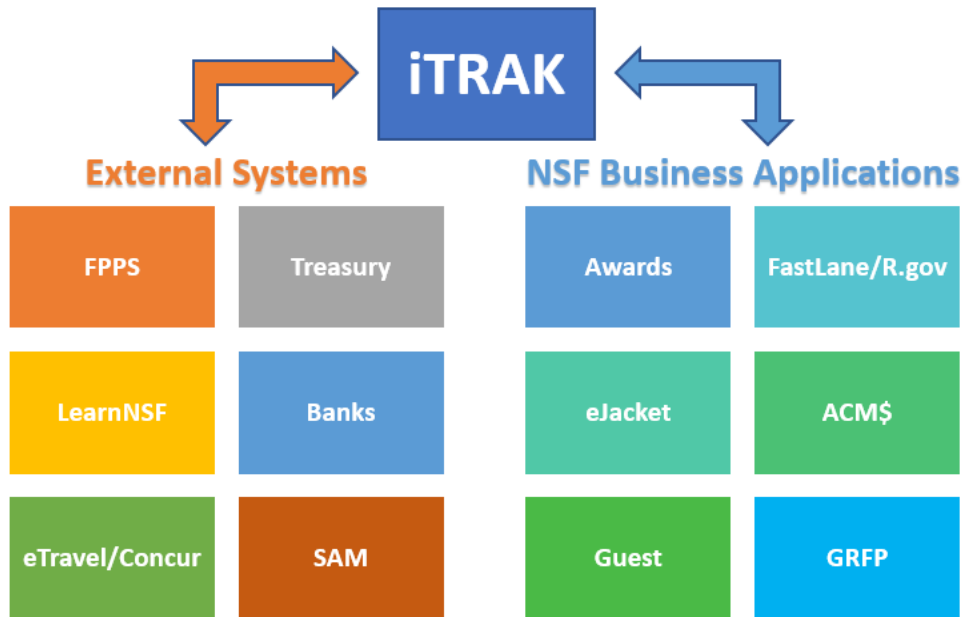 iTRAK
External Systems
NSF Business Applications
FPPS
Treasury
Awards
FastLane/R.gov
LearnNSF
Banks
eJacket
ACM$
eTravel/Concur
SAM
Guest
GRFP